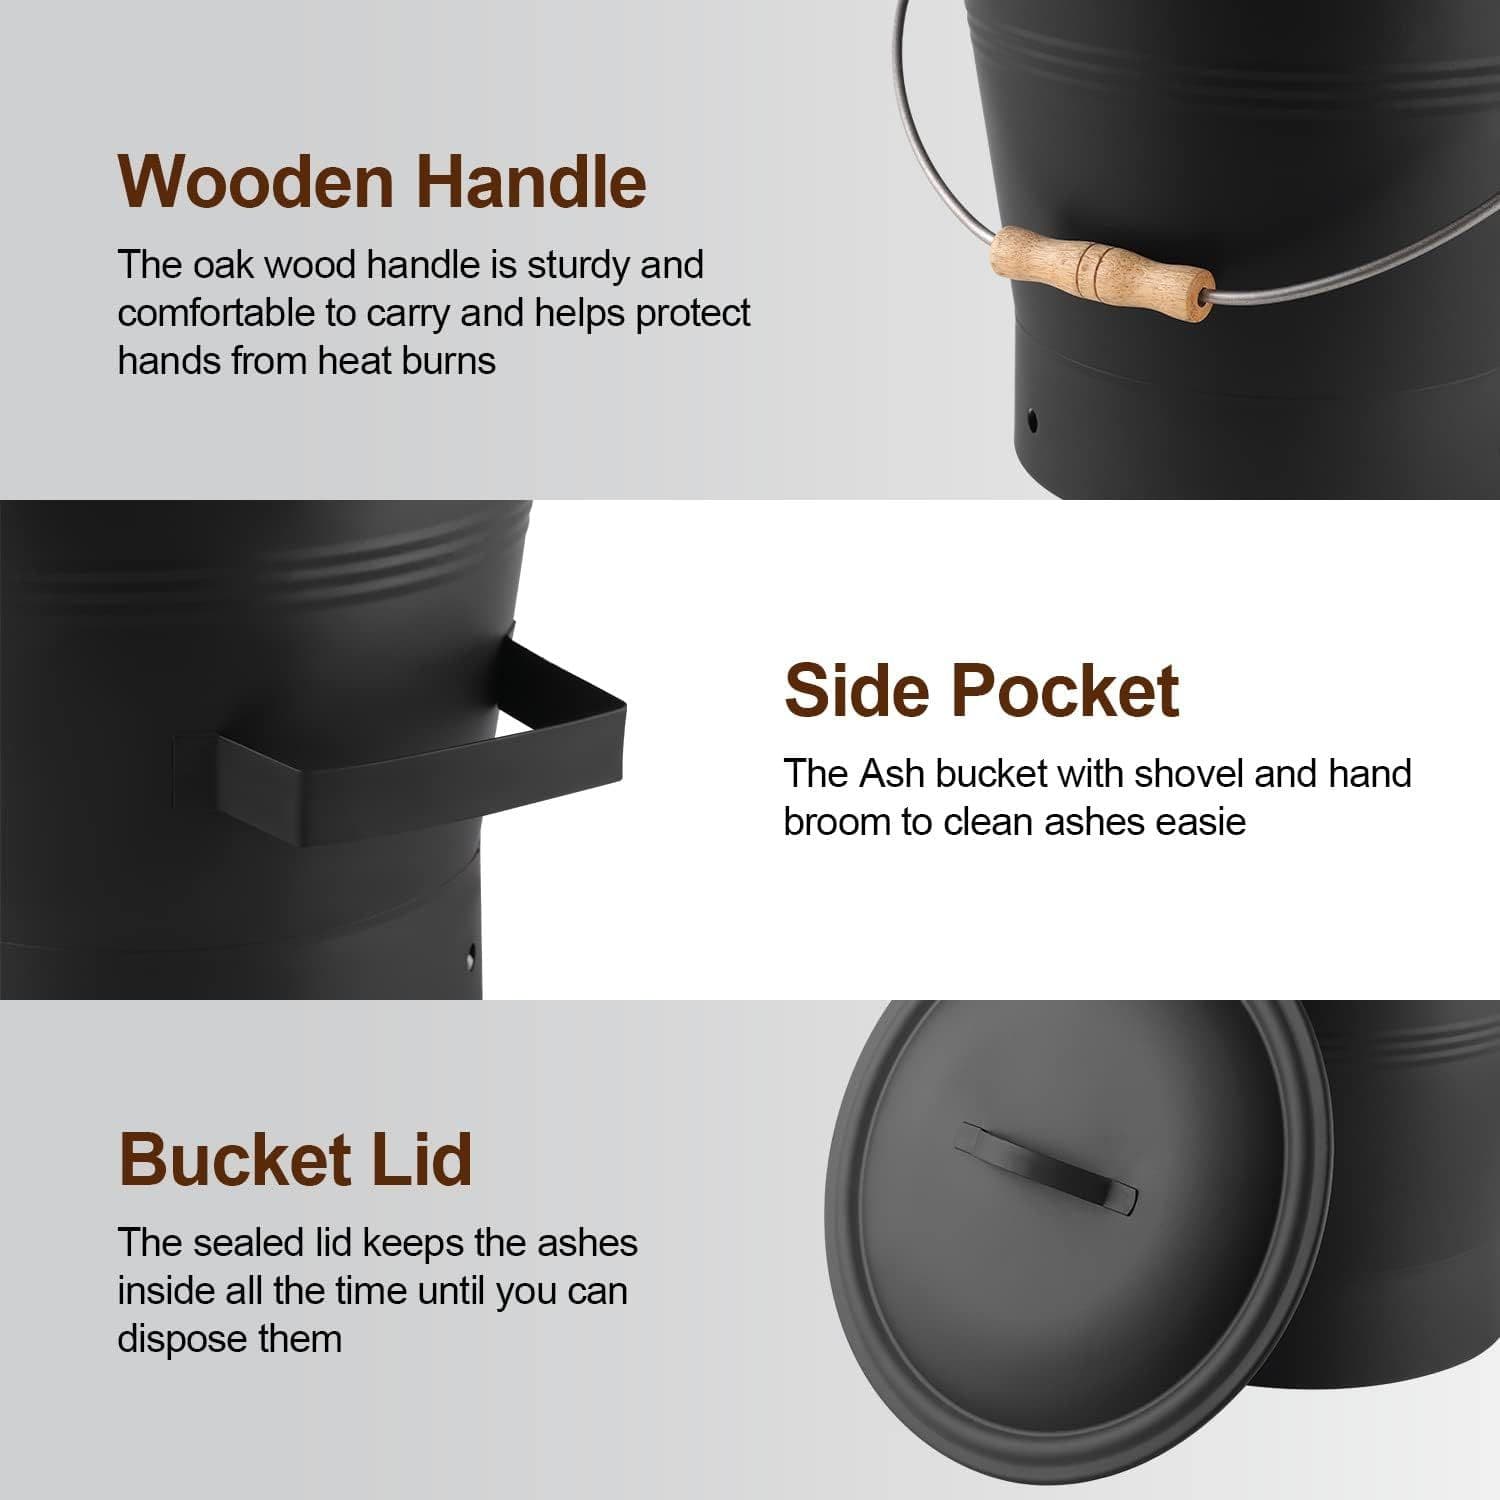 Wooden Handle
The oak wood handle is sturdy and
comfortable to carry and helps protect
hands from heat burns
Side Pocket
The Ash bucket with shovel and hand
broom to clean ashes easie
Bucket Lid
The sealed lid keeps the ashes
inside all the time until you can
dispose them